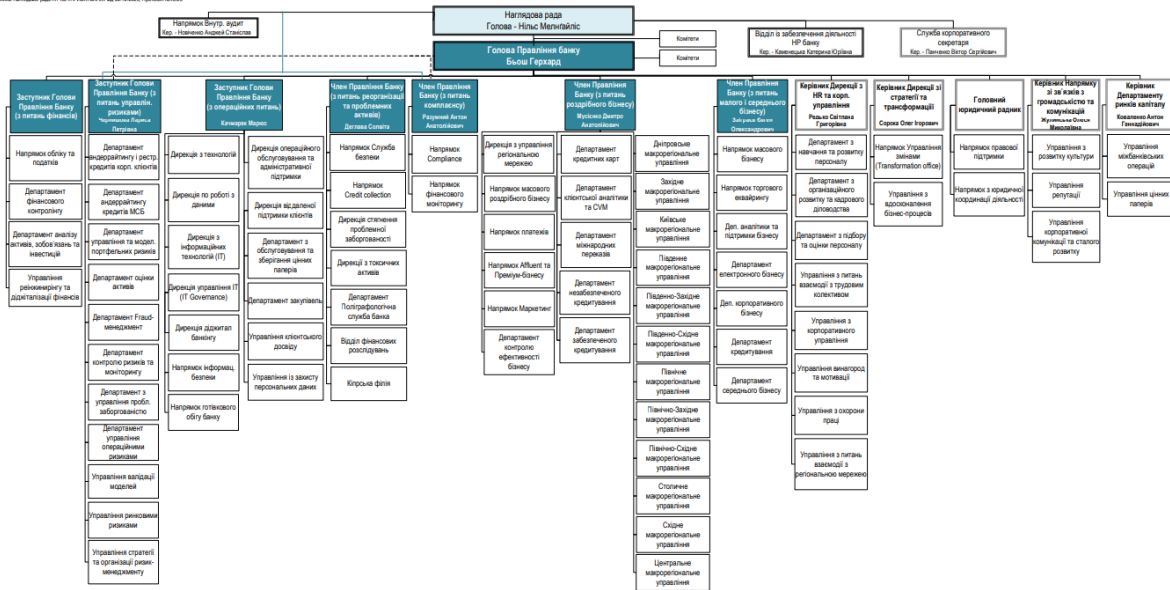 Наглядова рада
Голова - Нільс Мелнгайліс
Напрямок Внутр. аудит
Кер. - Новіченко Анджей Станіслав
Комітети
Відділ із забезпечення діяльності
НР банку
Кер. - Каменецька Катерина Юріївна
Служба корпоративного
секретаря
Кер. - Панченко Віктор Сергійович
Голова Правління банку
Бьош Герхард
Комітети
Заступник Голови
Правління Банку
(з питань фінансів)
Напрямок обліку та
податків
Департамент
фінансового
контролінгу
Департамент аналізу
активів, зобов'язань та
інвестицій
Управління
реінжинірингу та
діджиталізації фінансів
Заступник Голови
Правління Банку (з
питань управлін.
ризиками)
Департамент
андеррайтингу і рестр.
кредитів корп. клієнтів
Департамент
андеррайтингу
кредитів МСБ
Департамент
управління та модел.
портфельних ризиків
Департамент оцінки
активів
Департамент Fraud-
менеджмент
Департамент
контролю ризиків та
моніторингу
Департамент з
управління пробл.
заборгованістю
Департамент
управління
операційними
ризиками
Управління валідації
моделей
Управління ринковими
ризиками
Управління стратегії
та організації ризик-
менеджменту
Заступник Голови
Правління Банку
(з операційних питань)
Качмарик Марек
Дирекція з технологій
Дирекція по роботі з
даними
Дирекція з
інформаційних
технологій (IT)
Дирекція управління IT
(IT Governance)
Дирекція діджитал
банкінгу
Напрямок інформац.
безпеки
Напрямок готівкового
обігу банку
Дирекція операційного
обслуговування та
адміністративної
підтримки
Дирекція віддаленої
підтримки клієнтів
Департамент з
обслуговування та
зберігання цінних
паперів
Департамент закупівель
Управління клієнтського
досвіду
Управління із захисту
персональних даних
Член Правління
Банку (з питань
реорганізації
та проблемних
активів)
Напрямок Служба
безпеки
Напрямок
Credit collection
Дирекція стягнення
проблемної
заборгованості
Дирекції з токсичних
активів
Департамент
Поліграфологічна
служба банка
Відділ фінансових
розслідувань
Кіпрська філія
Член Правління
Банку (з питань
комплаєнсу)
Разумний Антон
Анатолійович
Напрямок
Compliance
Напрямок
фінансового
моніторингу
Член Правління
Банку (з питань
роздрібного бізнесу)
Мусієнко Дмитро
Анатолійович
Дирекція з управління
регіональною
мережею
Напрямок масового
роздрібного бізнесу
Напрямок платежів
Напрямок Affluent та
Преміум-бізнесу
Напрямок Маркетинг
Департамент
контролю
ефективності
бізнесу
Департамент
кредитних карт
Департамент
клієнтської аналітики
та CVM
Департамент
міжнародних
переказів
Департамент
незабезпеченого
кредитування
Департамент
забезпеченого
кредитування
Дніпровське
макрорегіональне
управління
Західне
макрорегіональне
управління
Київське
макрорегіональне
управління
Південне
макрорегіональне
управління
Південно-Західне
макрорегіональне
управління
Південно-Східне
макрорегіональне
управління
Північне
макрорегіональне
управління
Північно-Західне
макрорегіональне
управління
Північно-Східне
макрорегіональне
управління
Столичне
макрорегіональне
управління
Східне
макрорегіональне
управління
Центральне
макрорегіональне
управління
Член Правління
Банку (з питань
малого і середнього
бізнесу)
Олександрович
Напрямок масового
бізнесу
Напрямок торгового
еквайрингу
Деп. аналітики та
підтримки бізнесу
Департамент
електронного бізнесу
Деп. корпоративного
бізнесу
Департамент
кредитування
Департамент
середнього бізнесу
Керівник Дирекції з
HR та корп.
управління
Редько Світлана
Григорівна
Департамент з
навчання та розвитку
персоналу
Департамент з
організаційного
розвитку та кадрового
діловодства
Департамент з підбору
та оцінки персоналу
Управління з питань
взаємодії з трудовим
колективом
Управління з
корпоративного
управління
Управління винагород
та мотивації
Управління з охорони
праці
Управління з питань
взаємодії з
регіональною мережею
Керівник Дирекції зі
стратегії та
трансформації
Сорока Олег Ігорович
Напрямок Управління
змінами
(Transformation office)
Управління з
вдосконалення
бізнес-процесів
Головний
юридичний радник
Напрямок правової
підтримки
Напрямок з юридичної
координації діяльності
Керівник Напрямку
зі зв`язків з
громадськістю та
комунікацій
Миколаївна
Управління
з розвитку культури
Управління
репутації
Управління
корпоративної
комунікації та сталого
розвитку
Керівник
Департаменту
ринків капіталу
Коваленко Антон
Геннадійович
Управління
міжбанківських
операцій
Управління цінних
паперів